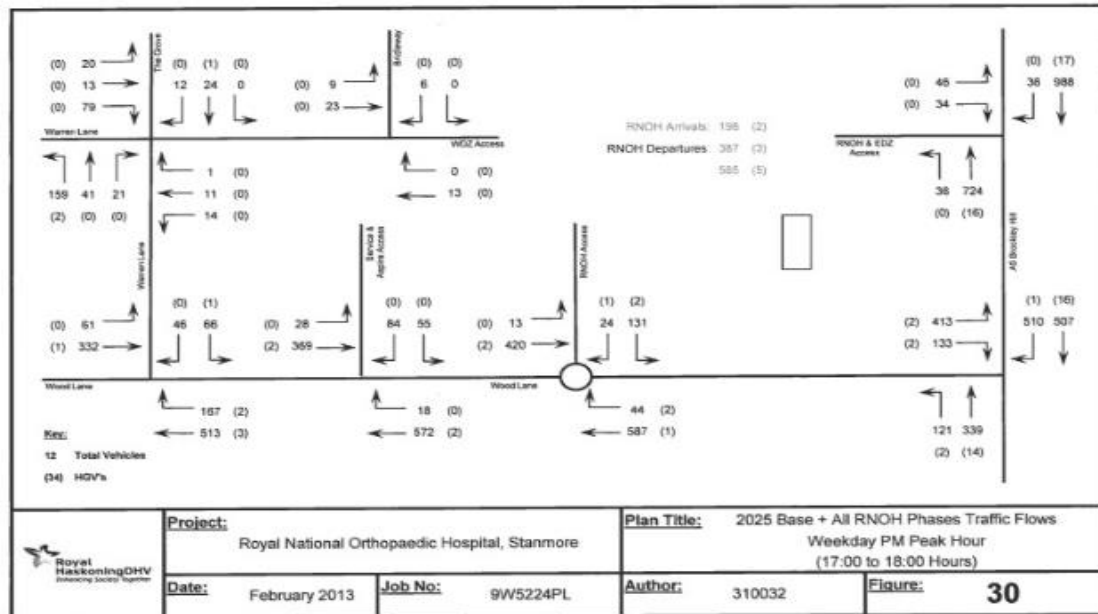 (0) 20
(0) 13
(0) 79
The Grove
(0) (1) (0)
12 24 0
(0) 9
(0) 23
Bridleway
(0) (0)
6 0
(0) 46
(0) 34
(0) (17)
36 988
Warren Lane
WDZ Access
RNOH Arrivals: 198 (2)
RNOH Departures 387 (3)
585 (5)
RNOH & EDZ
Access
159 41 21
(2) (0) (0)
1 (0)
11 (0)
14 (0)
0 (0)
13 (0)
36 724
(0) (16)
A5 Brockley Hill
Warren Lane
Service &
Aspire Access
RNOH Access
(0) 61
(1) 332
(0) (1)
46 66
(0) 28
(2) 369
(0) (0)
84 55
(0) 13
(2) 420
(1) (2)
24 131
(2) 413
(2) 133
(1) (16)
510 507
Wood Lane
Wood Lane
167 (2)
513 (3)
18 (0)
572 (2)
44 (2)
587 (1)
121 339
(2) (14)
Key:
12 Total Vehicles
(34) HGV's
Royal
HaskoningDHV
Enhancing Society Together
Project:
Royal National Orthopaedic Hospital, Stanmore
Plan Title: 2025 Base + All RNOH Phases Traffic Flows
Weekday PM Peak Hour
(17:00 to 18:00 Hours)
Date: February 2013
Job No: 9W5224PL
Author: 310032
Figure: 30